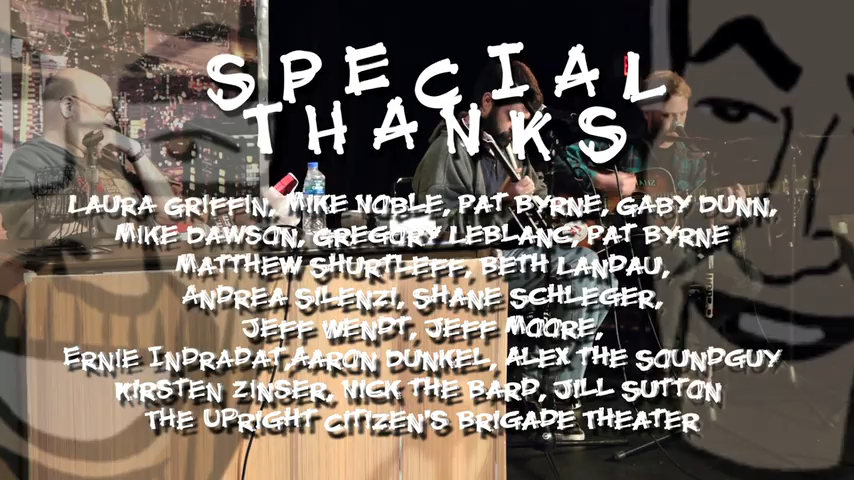 SPECIAL
THANKS
LAURA GRIFFIN, MIKE NOBLE, PAT BYRNE, GABY DUNN,
MIKE DAWSON, GREGORY LEBLANC, PAT BYRNE
MATTHEW SHURTLEFF, BETH LANDAU,
ANDREA SILENZI, SHANE SCHLEGER,
JEFF WENDT, JEFF MOORE,
ERNIE INDRADAT,AARON DUNKEL, ALEX THE SOUNDGUY
KIRSTEN ZINSER, NICK THE BARD, JILL SUTTON
THE UPRIGHT CITIZEN'S BRIGADE THEATER